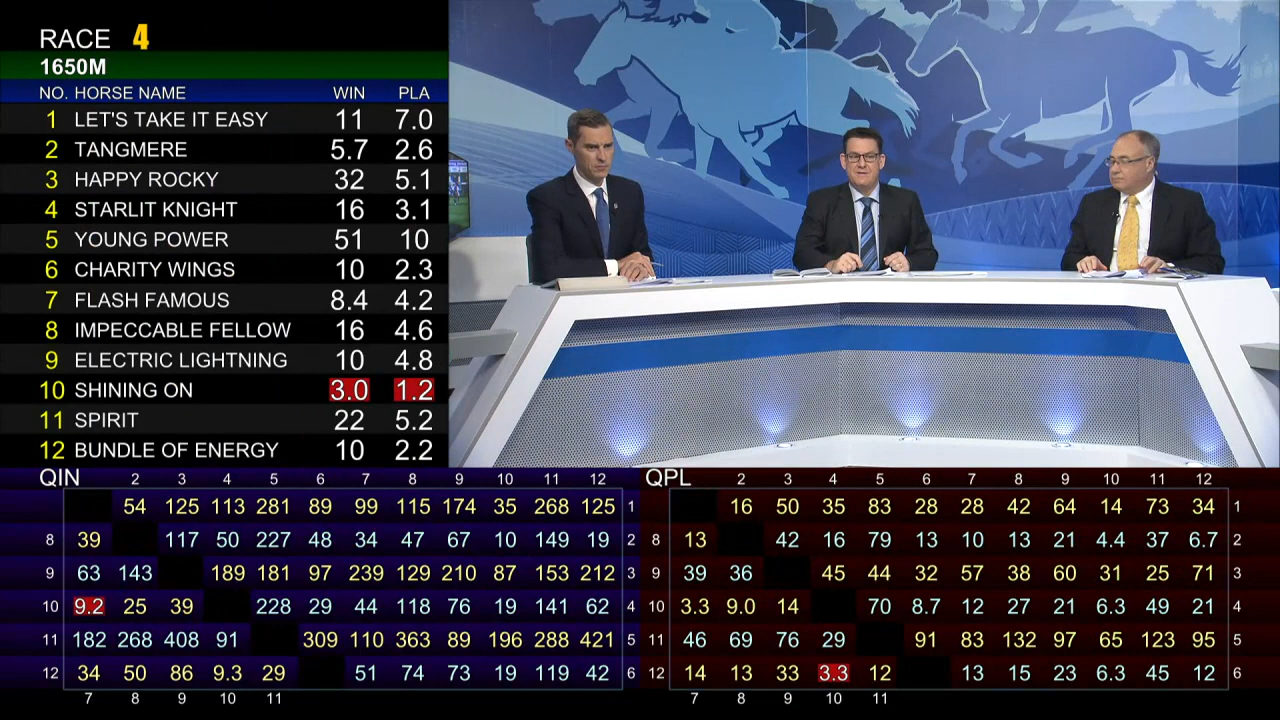 RACE 4
1650M
NO. HORSE NAME WIN PLA
1 LET'S TAKE IT EASY 11 7.0
2 TANGMERE 5.7 2.6
3 HAPPY ROCKY 32 5.1
4 STARLIT KNIGHT 16 3.1
5 YOUNG POWER 51 10
6 CHARITY WINGS 10 2.3
7 FLASH FAMOUS 8.4 4.2
8 IMPECCABLE FELLOW 16 4.6
9 ELECTRIC LIGHTNING 10 4.8
10 SHINING ON 3.0 1.2
11 SPIRIT 22 5.2
12 BUNDLE OF ENERGY 10 2.2
QIN 2 3 4 5 6 7 8 9 10 11 12
54 125 113 281 89 99 115 174 35 268 125 1
8 39 117 50 227 48 34 47 67 10 149 19 2
9 63 143 189 181 97 239 129 210 87 153 212 3
10 9.2 25 39 228 29 44 118 76 19 141 62 4
11 182 268 408 91 309 110 363 89 196 288 421 5
12 34 50 86 9.3 29 51 74 73 19 119 42 6
7 8 9 10 11
QPL 2 3 4 5 6 7 8 9 10 11 12
16 50 35 83 28 28 42 64 14 73 34 1
8 13 42 16 79 13 10 13 21 4.4 37 6.7 2
9 39 36 45 44 32 57 38 60 31 25 71 3
10 3.3 9.0 14 70 8.7 12 27 21 6.3 49 21 4
11 46 69 76 29 91 83 132 97 65 123 95 5
12 14 13 33 3.3 12 13 15 23 6.3 45 12 6
7 8 9 10 11